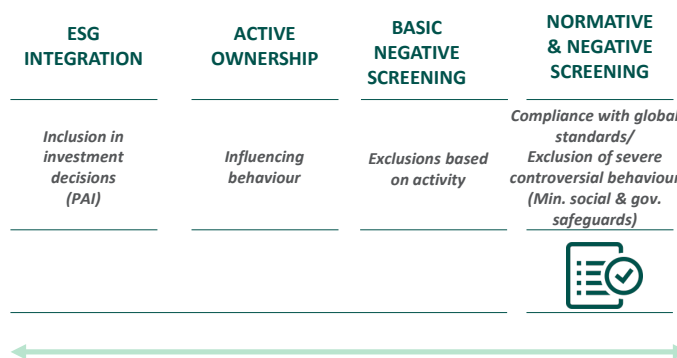 ESG
INTEGRATION
ACTIVE
OWNERSHIP
BASIC
NEGATIVE
SCREENING
NORMATIVE
& NEGATIVE
SCREENING
Inclusion in
investment
decisions
(PAI)
Influencing
behaviour
Exclusions based
on activity
Compliance with global
standards/
Exclusion of severe
controversial behaviour
(Min. social & gov.
safeguards)